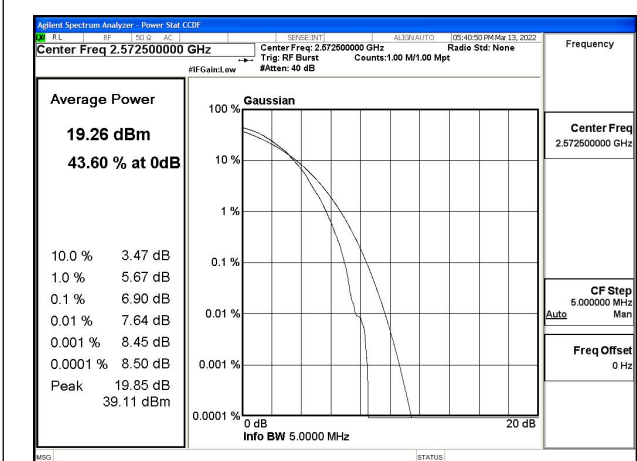 Agilent Spectrum Analyzer - Power Stat CCDF
RL RF 50 Ω AC SENSE:INT ALIGN AUTO 05:40:50 PM Mar 13, 2022
Center Freq 2.572500000 GHz
Center Freq: 2.572500000 GHz Radio Std: None
Trig: RF Burst Counts:1.00 M/1.00 Mpt
#IFGain:Low #Atten: 40 dB
Frequency
Average Power
19.26 dBm
43.60 % at 0dB
10.0 % 3.47 dB
1.0 % 5.67 dB
0.1 % 6.90 dB
0.01 % 7.64 dB
0.001 % 8.45 dB
0.0001 % 8.50 dB
Peak 19.85 dB
39.11 dBm
Gaussian
100 %
10 %
1 %
0.1 %
0.01 %
0.001 %
0.0001 %
0 dB 20 dB
Info BW 5.0000 MHz
Center Freq
2.572500000 GHz
CF Step
5.000000 MHz
Auto Man
Freq Offset
0 Hz
MSG STATUS